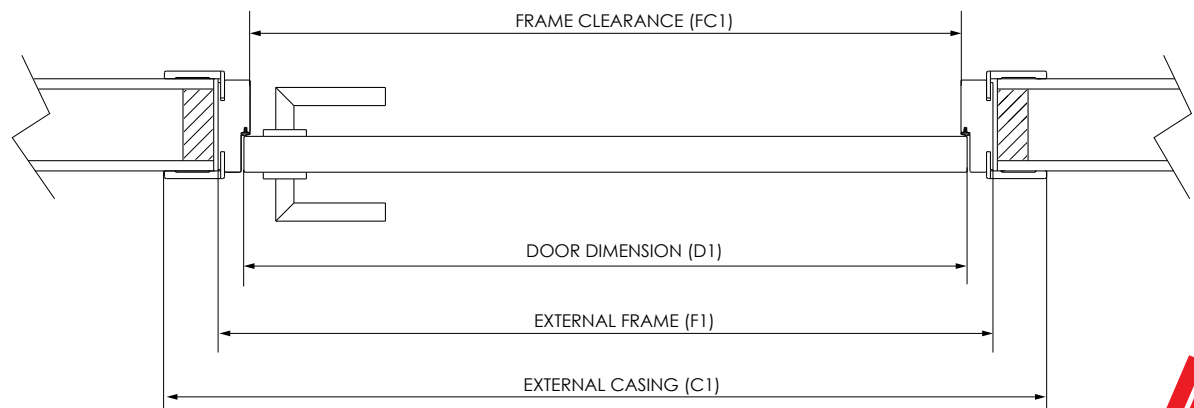 FRAME CLEARANCE (FC1)
DOOR DIMENSION (D1)
EXTERNAL FRAME (F1)
EXTERNAL CASING (C1)